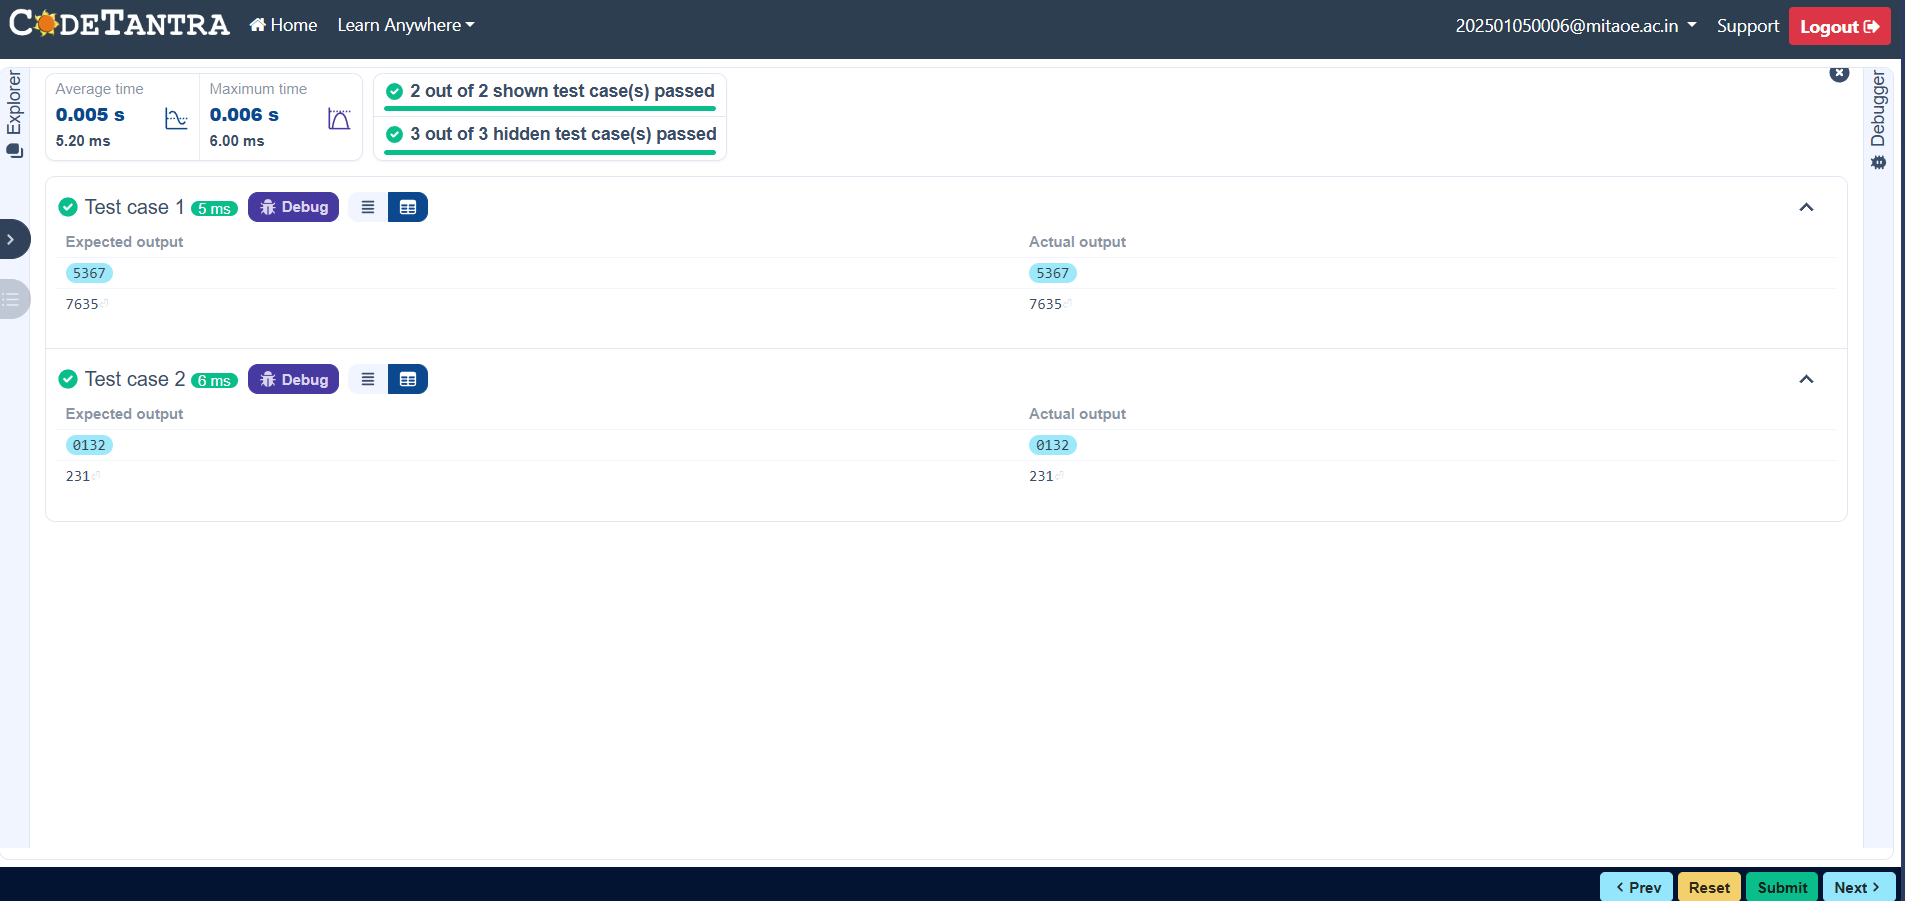 CODETANTRA Home Learn Anywhere 202501050006@mitaoe.ac.in Support Logout
Explorer
Debugger
Average time
0.005 s
5.20 ms
Maximum time
0.006 s
6.00 ms
2 out of 2 shown test case(s) passed
3 out of 3 hidden test case(s) passed
Test case 1 5 ms Debug
Expected output Actual output
5367 5367
7635 7635
Test case 2 6 ms Debug
Expected output Actual output
0132 0132
231 231
Prev Reset Submit Next